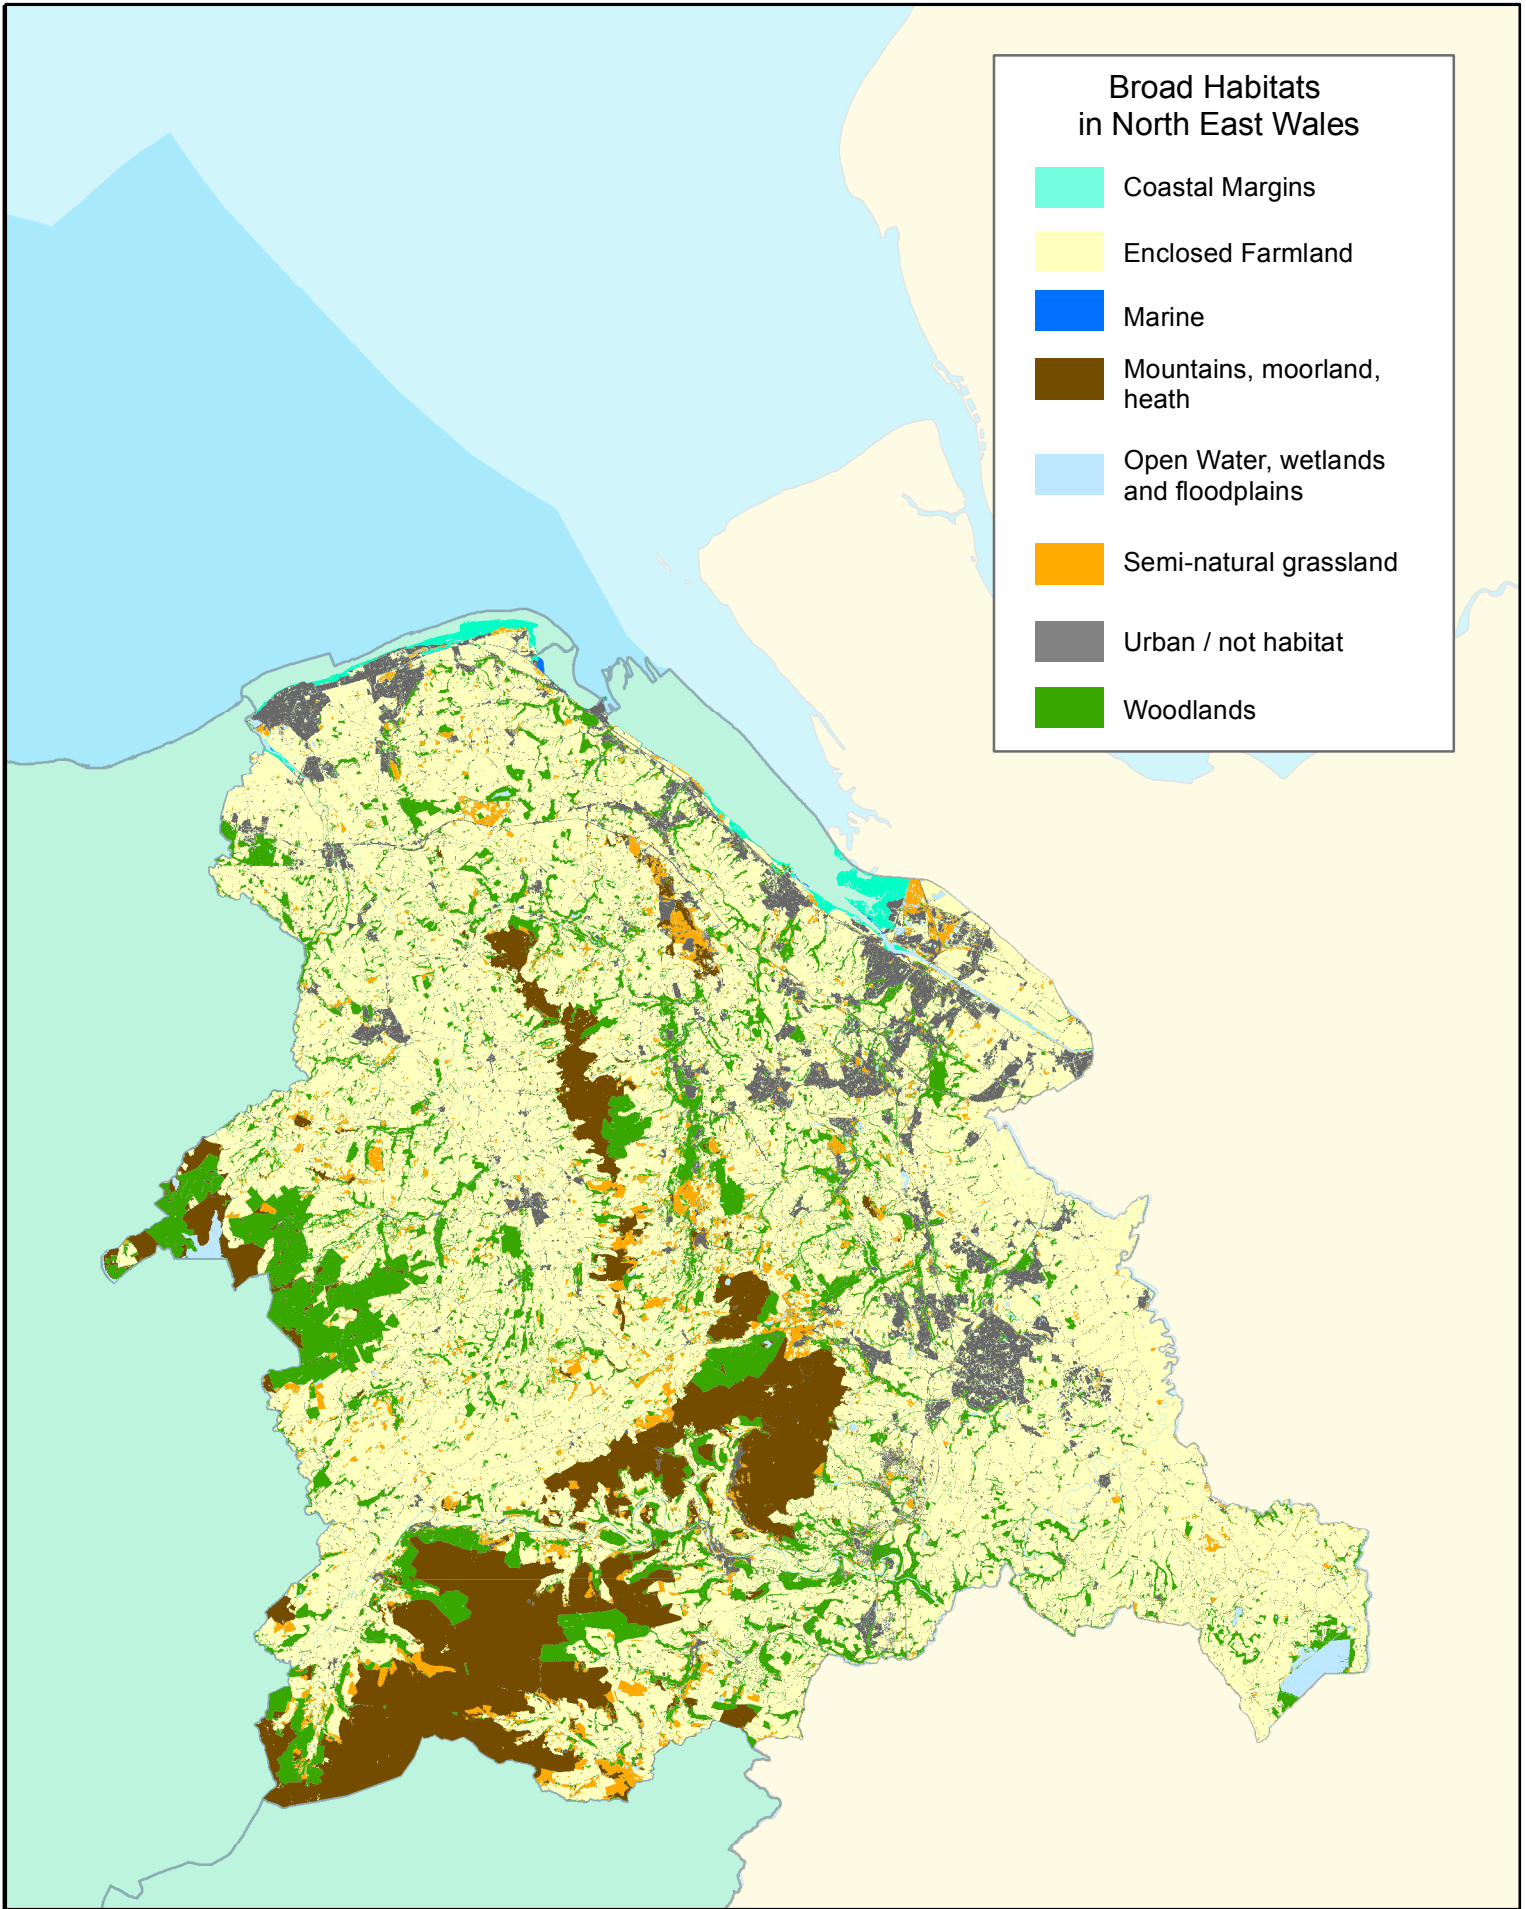 Broad Habitats
in North East Wales
Coastal Margins
Enclosed Farmland
Marine
Mountains, moorland,
heath
Open Water, wetlands
and floodplains
Semi-natural grassland
Urban / not habitat
Woodlands